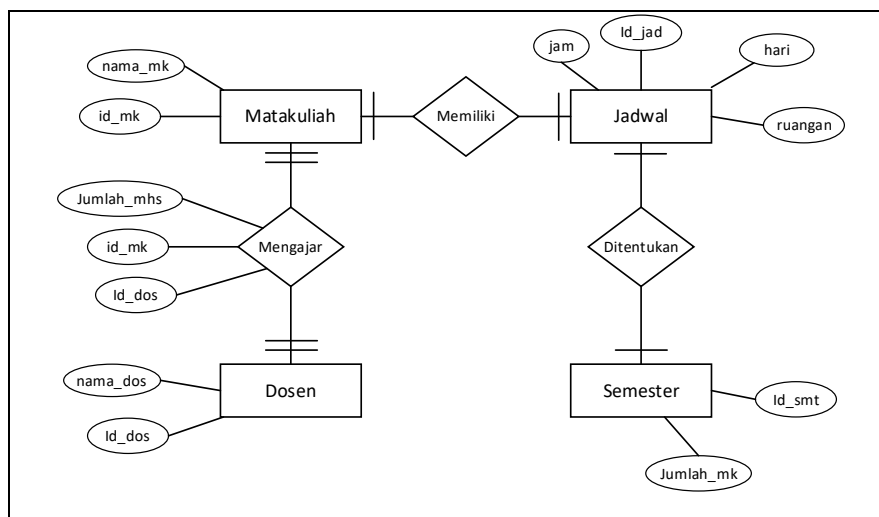 Id_jad
jam
hari
nama_mk
id_mk
Matakuliah
Memiliki
Jadwal
ruangan
Jumlah_mhs
id_mk
Mengajar
Ditentukan
Id_dos
nama_dos
Dosen
Semester
Id_smt
Id_dos
Jumlah_mk